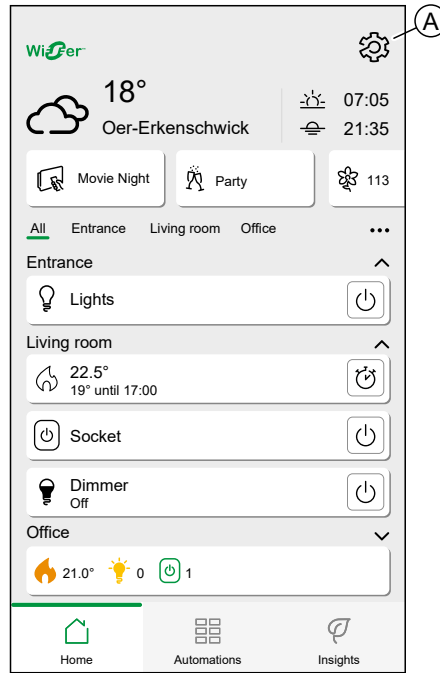 A
Wiser
18°
07:05
Oer-Erkenschwick
21:35
Movie Night
Party
113
All Entrance Living room Office
Entrance
Lights
Living room
22.5°
19° until 17:00
Socket
Dimmer
Off
Office
21.0° 0 1
Home Automations Insights